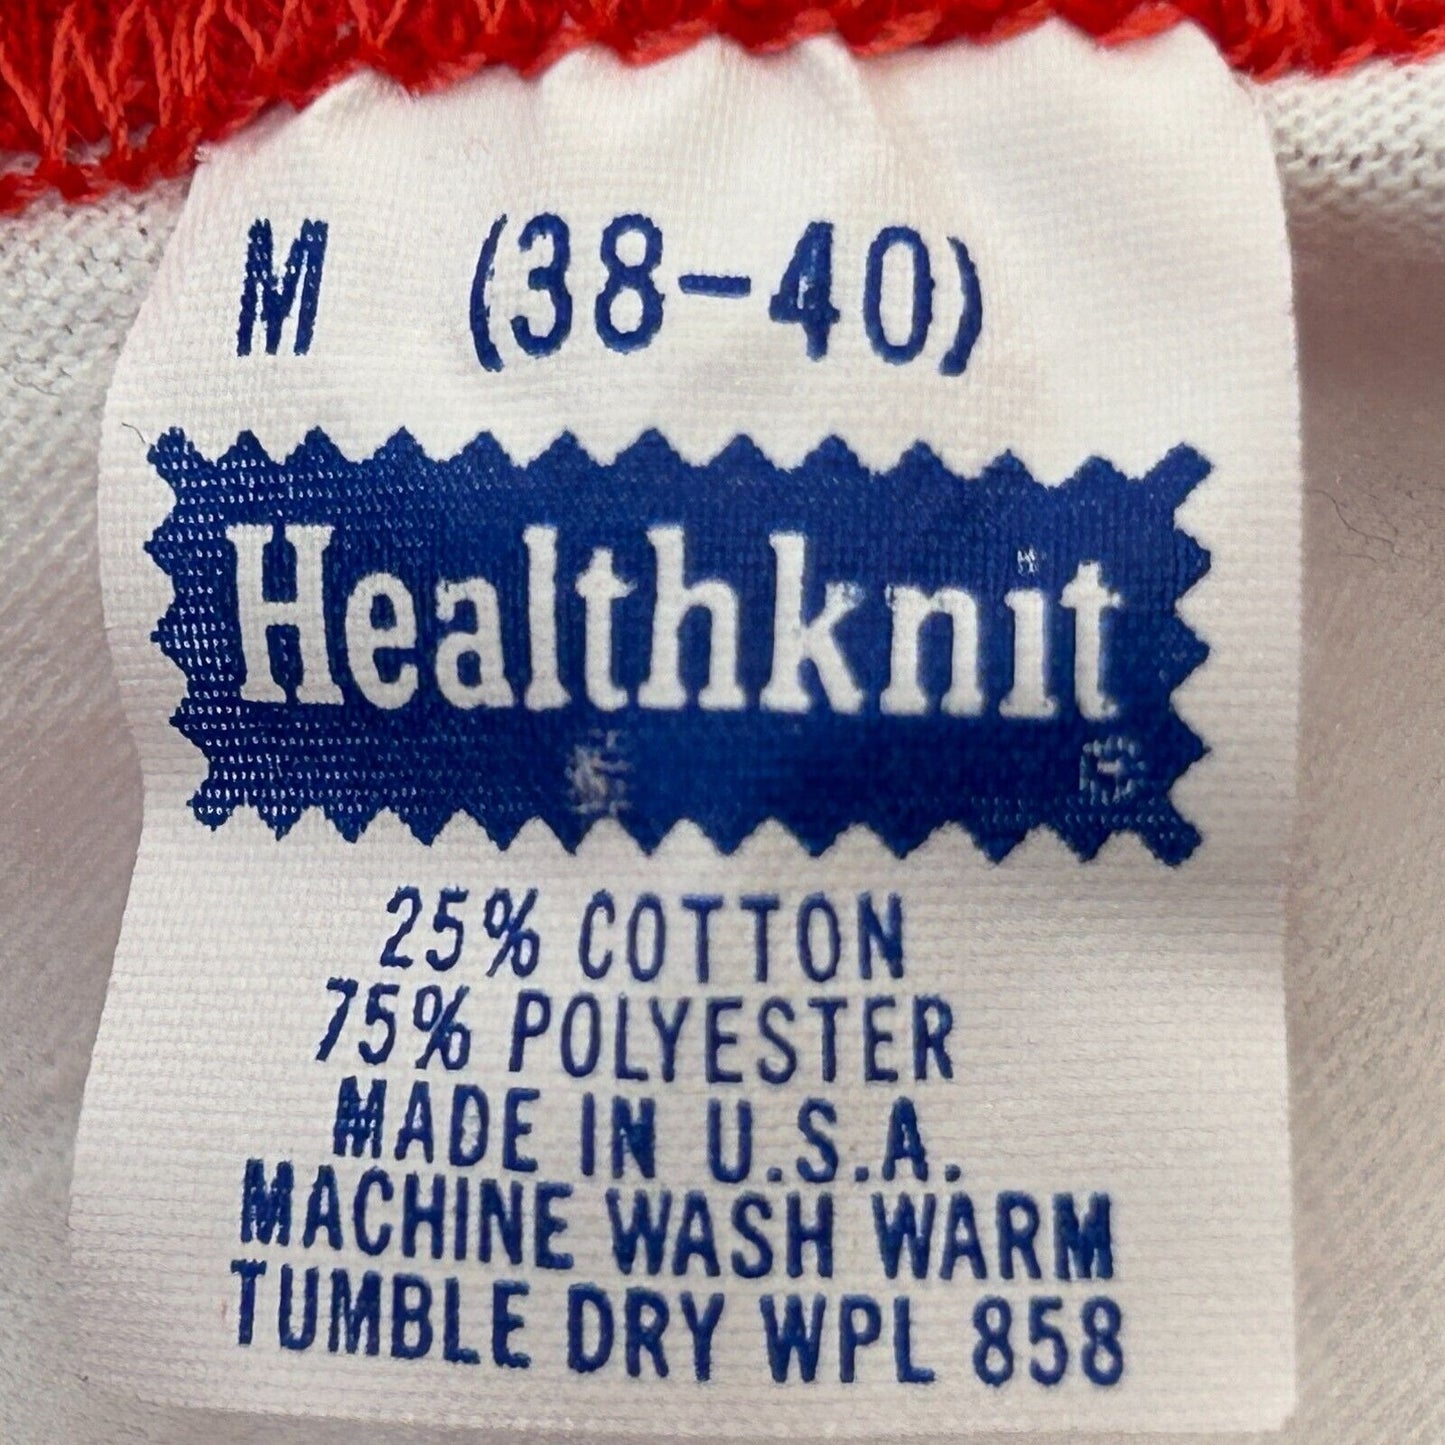 M (38-40)
Healthknit
25% COTTON
75% POLYESTER
MADE IN U.S.A.
MACHINE WASH WARM
TUMBLE DRY WPL 858